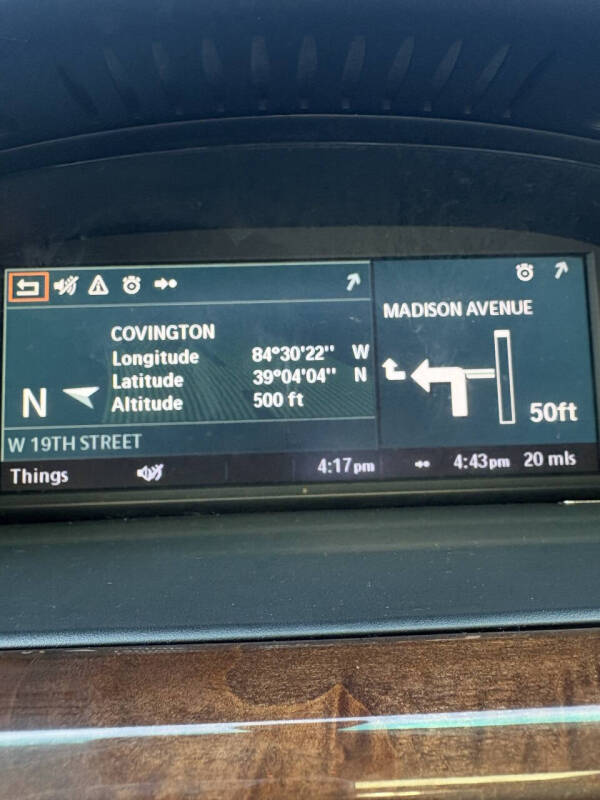 COVINGTON
Longitude 84°30'22" W
Latitude 39°04'04" N
Altitude 500 ft
N
W 19TH STREET
MADISON AVENUE
50ft
Things 4:17pm 4:43pm 20 mls